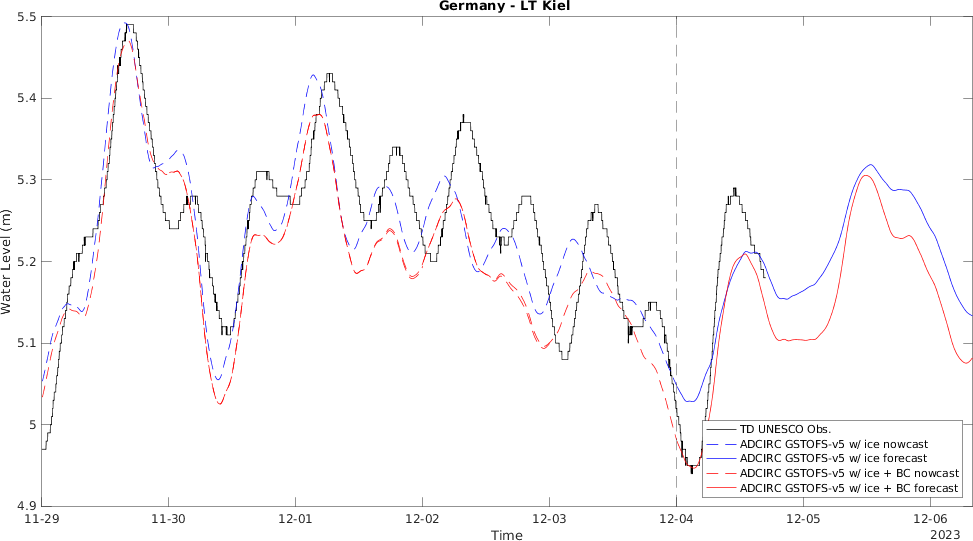 Germany - LT Kiel
5.5
5.4
5.3
5.2
5.1
5
4.9
Water Level (m)
TD UNESCO Obs.
ADCIRC GSTOFS-v5 w/ ice nowcast
ADCIRC GSTOFS-v5 w/ ice forecast
ADCIRC GSTOFS-v5 w/ ice + BC nowcast
ADCIRC GSTOFS-v5 w/ ice + BC forecast
11-29 11-30 12-01 12-02 12-03 12-04 12-05 12-06
Time
2023